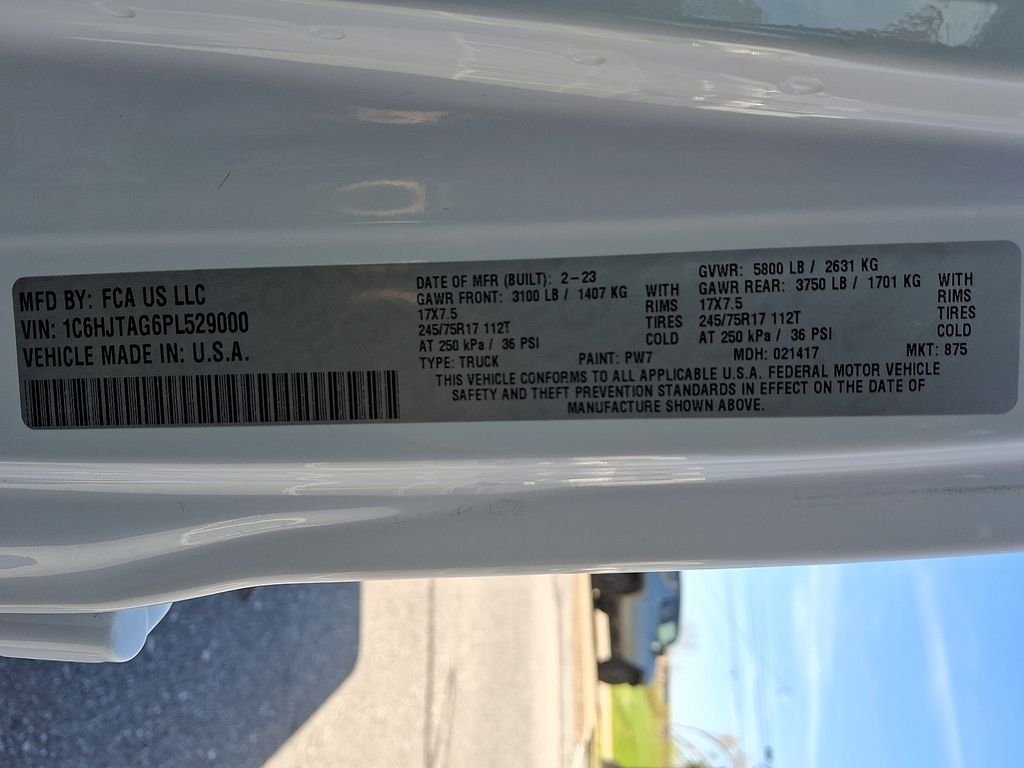 MFD BY: FCA US LLC
VIN: 1C6HJTAG6PL529000
VEHICLE MADE IN: U.S.A.
DATE OF MFR (BUILT): 2-23
GAWR FRONT: 3100 LB / 1407 KG WITH
17X7.5 RIMS
245/75R17 112T TIRES
AT 250 kPa / 36 PSI COLD
GVWR: 5800 LB / 2631 KG
GAWR REAR: 3750 LB / 1701 KG WITH
17X7.5 RIMS
245/75R17 112T TIRES
AT 250 kPa / 36 PSI COLD
TYPE: TRUCK PAINT: PW7 MDH: 021417 MKT: 875
THIS VEHICLE CONFORMS TO ALL APPLICABLE U.S.A. FEDERAL MOTOR VEHICLE
SAFETY AND THEFT PREVENTION STANDARDS IN EFFECT ON THE DATE OF
MANUFACTURE SHOWN ABOVE.